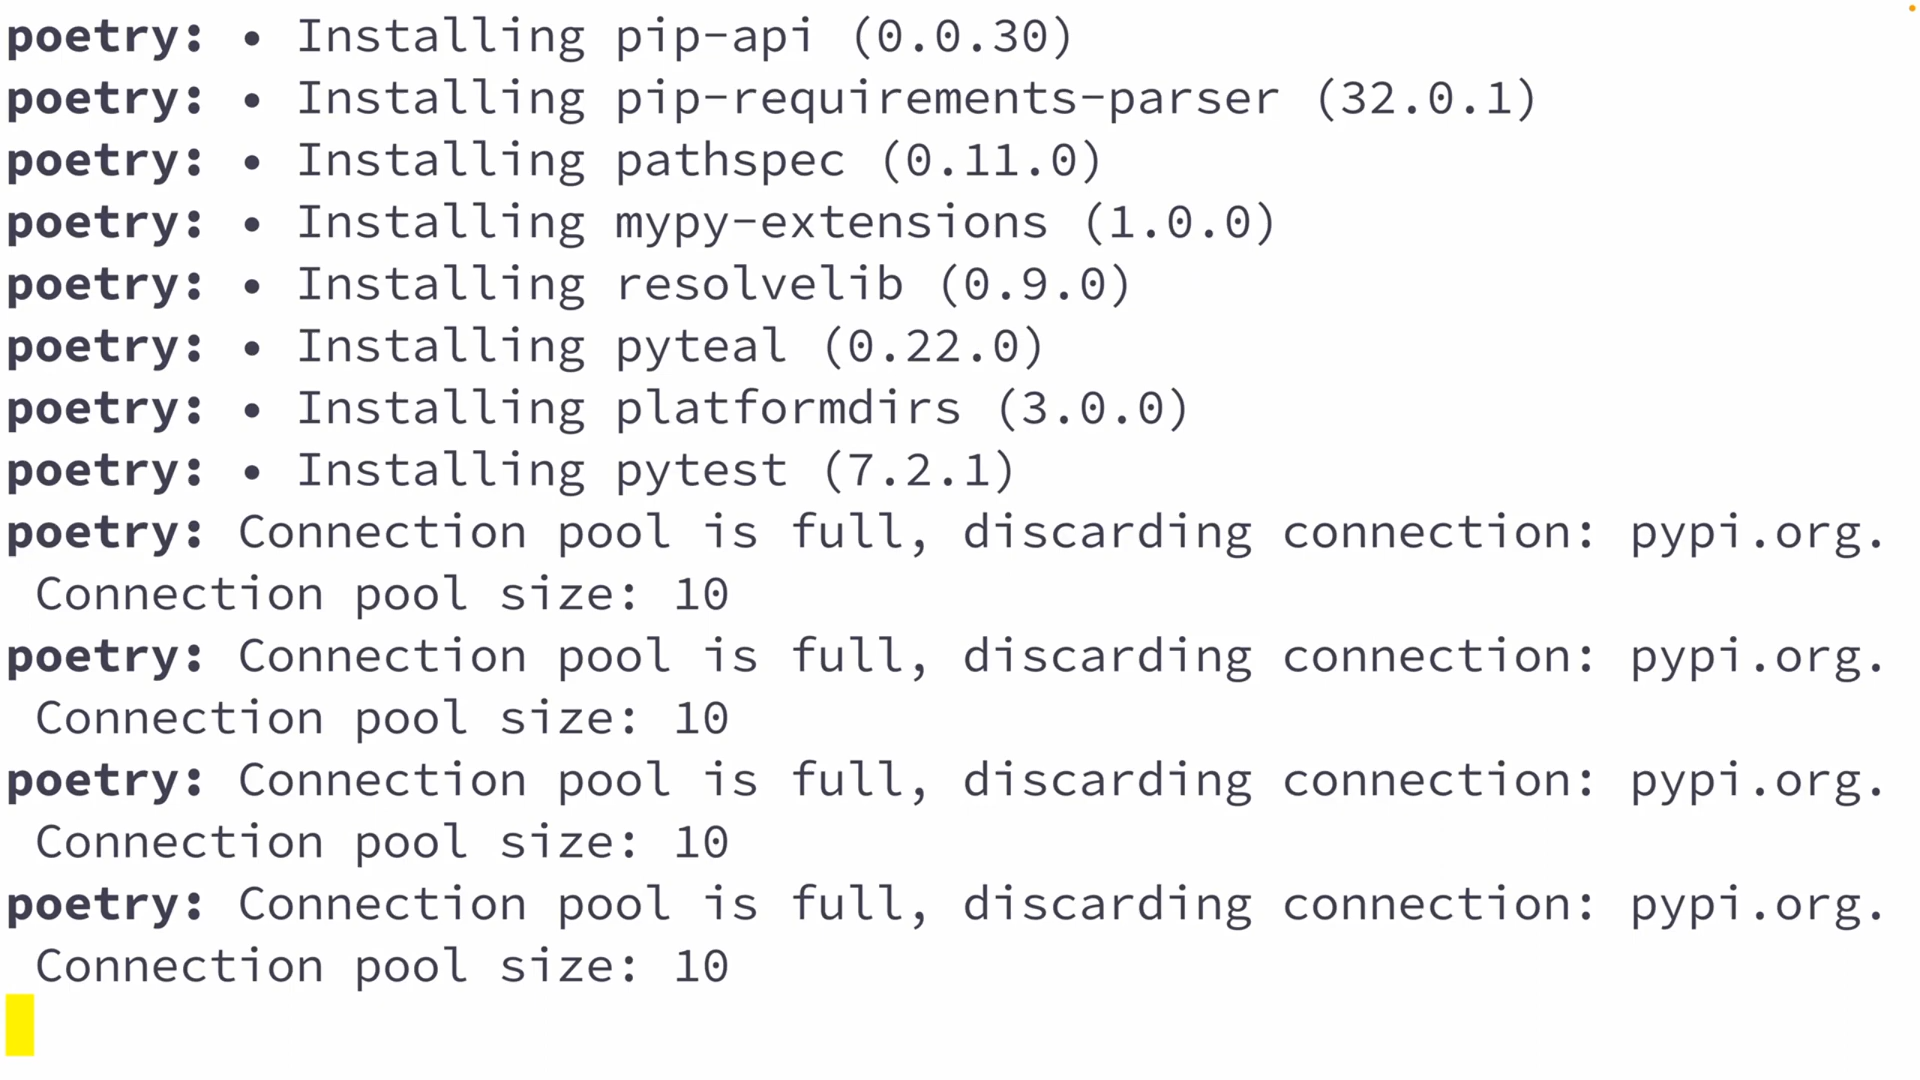 poetry: • Installing pip-api (0.0.30)
poetry: • Installing pip-requirements-parser (32.0.1)
poetry: • Installing pathspec (0.11.0)
poetry: • Installing mypy-extensions (1.0.0)
poetry: • Installing resolvelib (0.9.0)
poetry: • Installing pyteal (0.22.0)
poetry: • Installing platformdirs (3.0.0)
poetry: • Installing pytest (7.2.1)
poetry: Connection pool is full, discarding connection: pypi.org.
Connection pool size: 10
poetry: Connection pool is full, discarding connection: pypi.org.
Connection pool size: 10
poetry: Connection pool is full, discarding connection: pypi.org.
Connection pool size: 10
poetry: Connection pool is full, discarding connection: pypi.org.
Connection pool size: 10